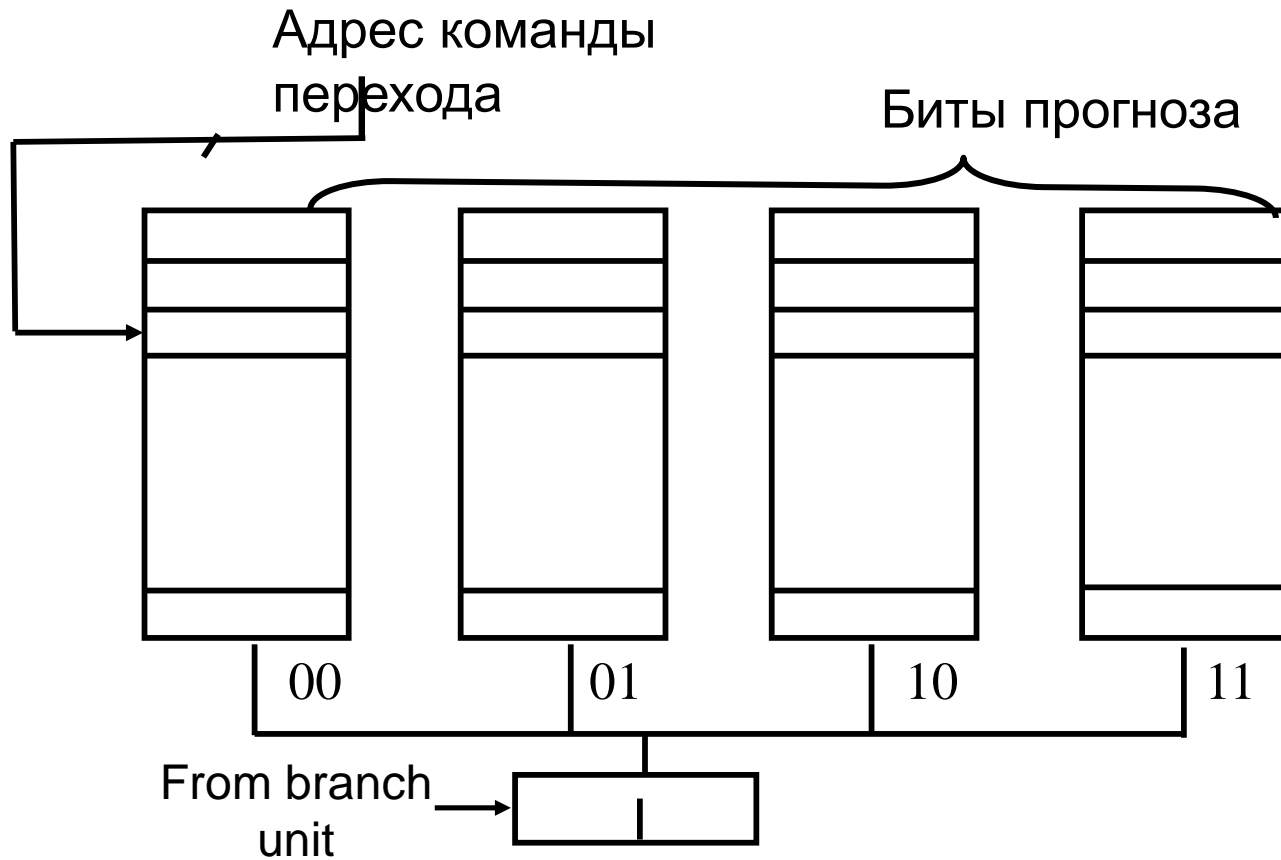 Адрес команды
перехода
Биты прогноза
00
01
10
11
From branch
unit